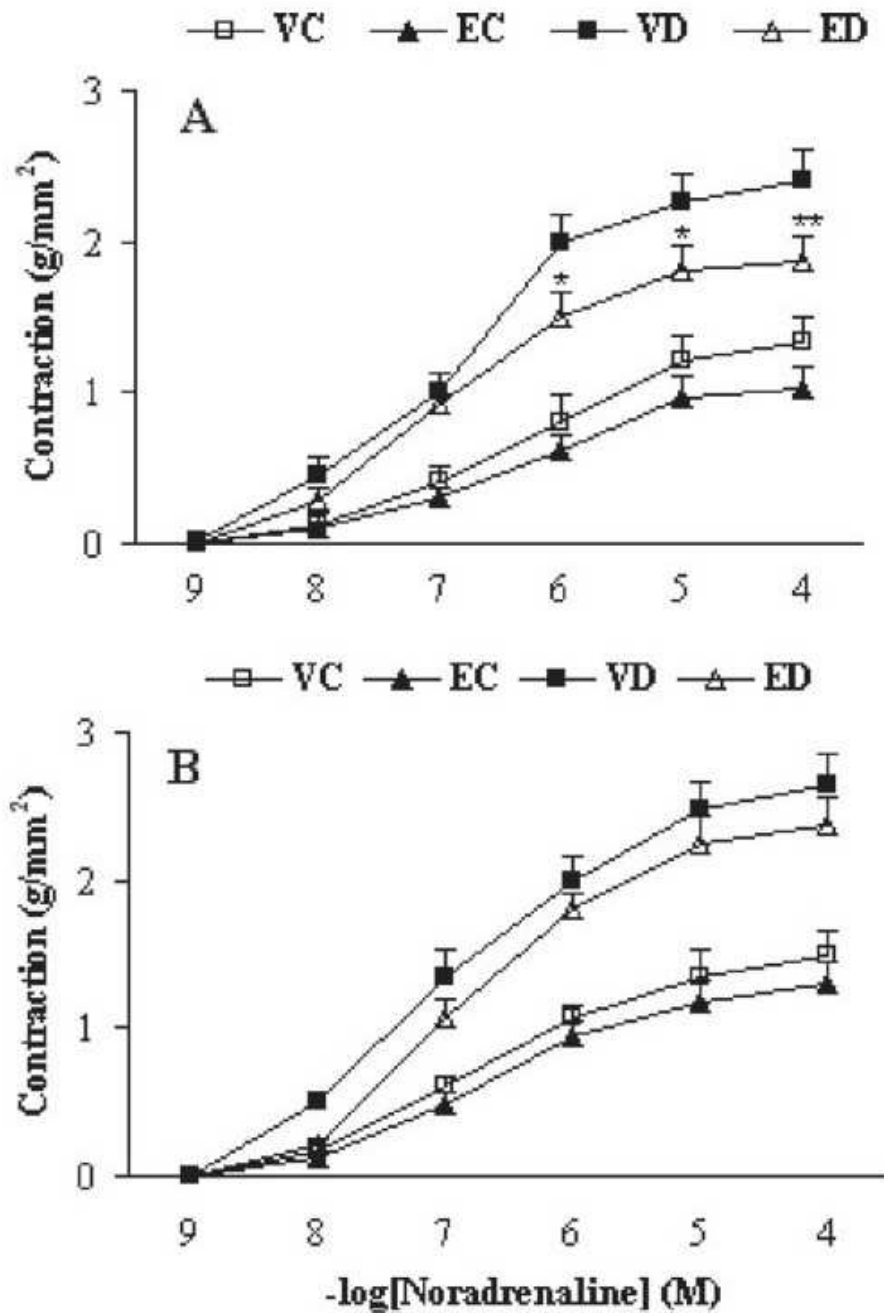 VC EC VD ED
A
Contraction (g/mm²)
3
2
1
0
*
*
**
9 8 7 6 5 4
VC EC VD ED
B
Contraction (g/mm²)
3
2
1
0
9 8 7 6 5 4
-log[Noradrenaline] (M)